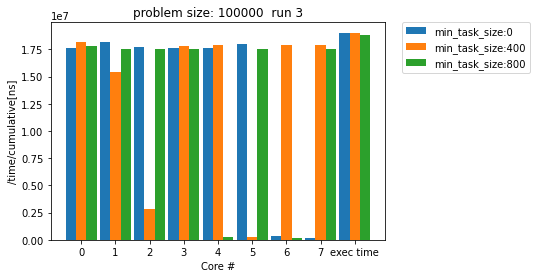 problem size: 100000  run 3
1e7
/time/cumulative[ns]
1.75
1.50
1.25
1.00
0.75
0.50
0.25
0.00
0 1 2 3 4 5 6 7 exec time
Core #
min_task_size:0
min_task_size:400
min_task_size:800